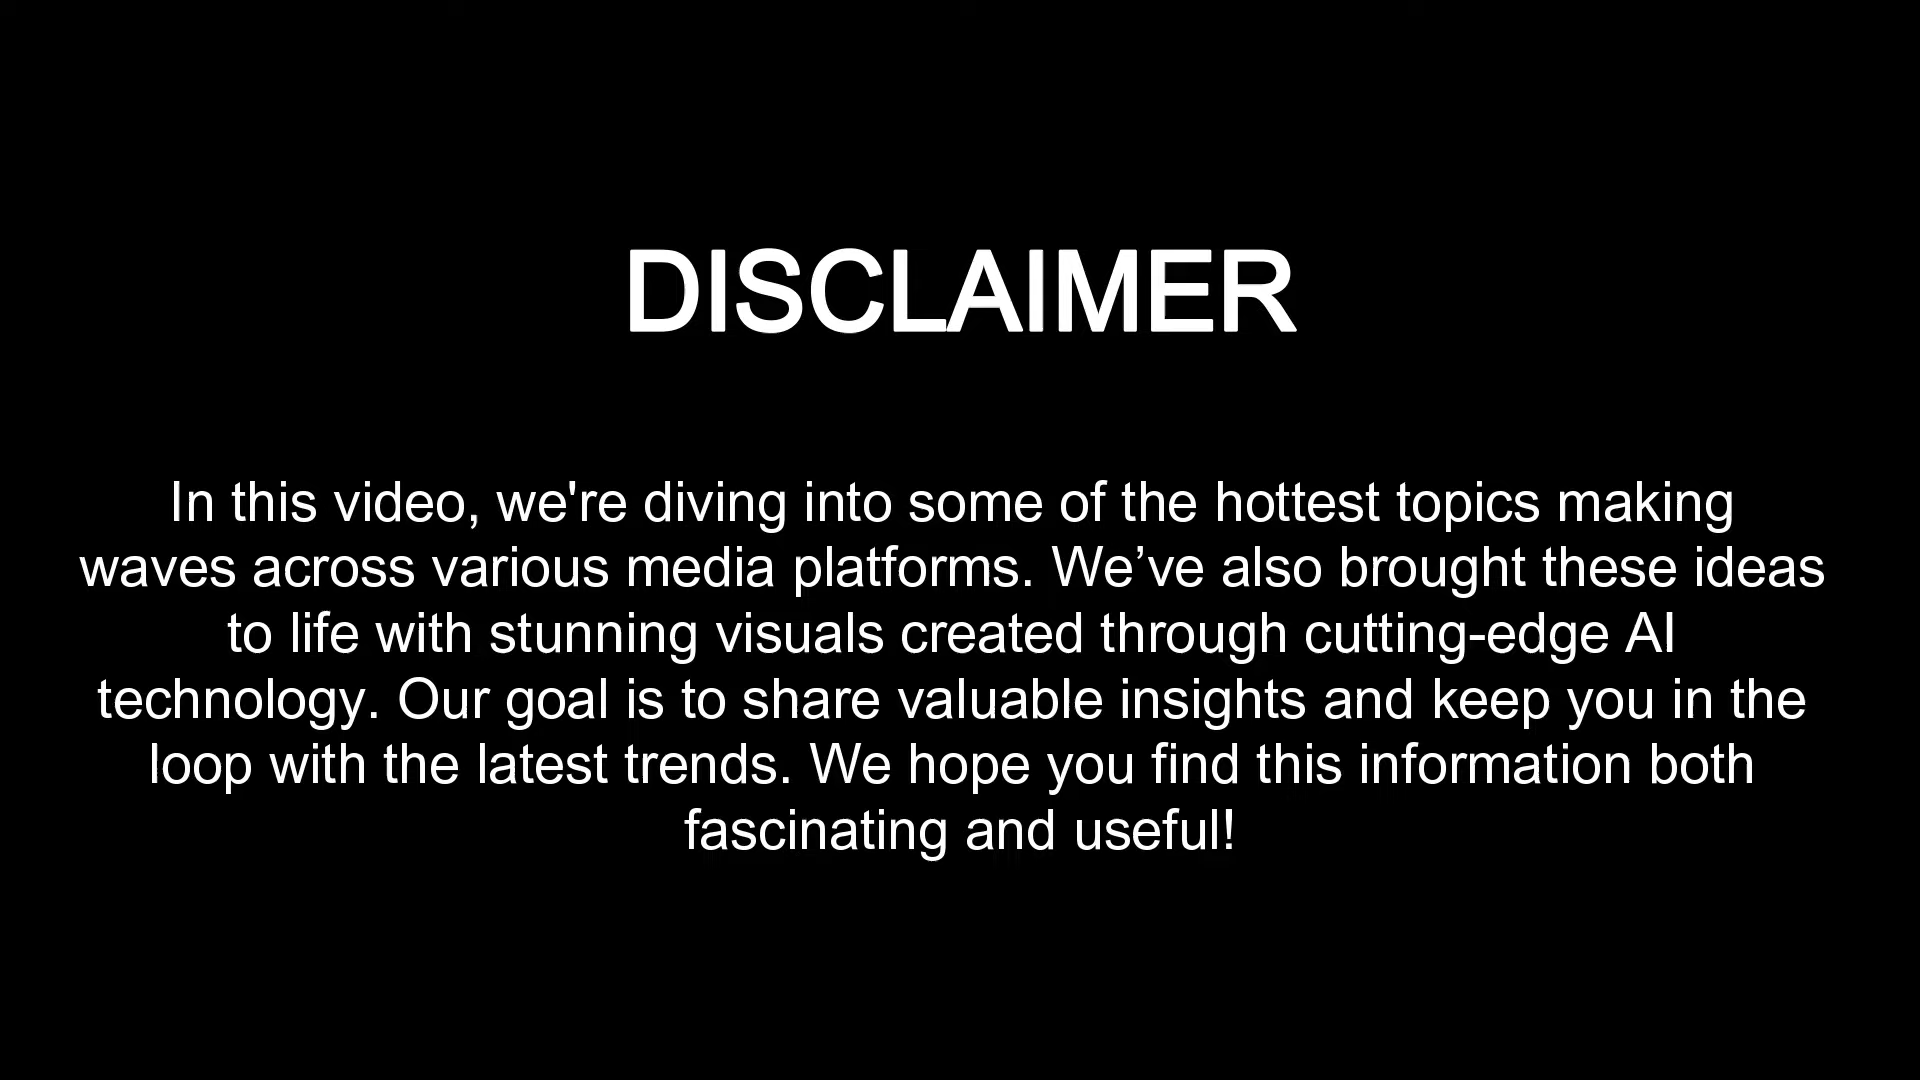 DISCLAIMER
In this video, we're diving into some of the hottest topics making
waves across various media platforms. We’ve also brought these ideas
to life with stunning visuals created through cutting-edge AI
technology. Our goal is to share valuable insights and keep you in the
loop with the latest trends. We hope you find this information both
fascinating and useful!